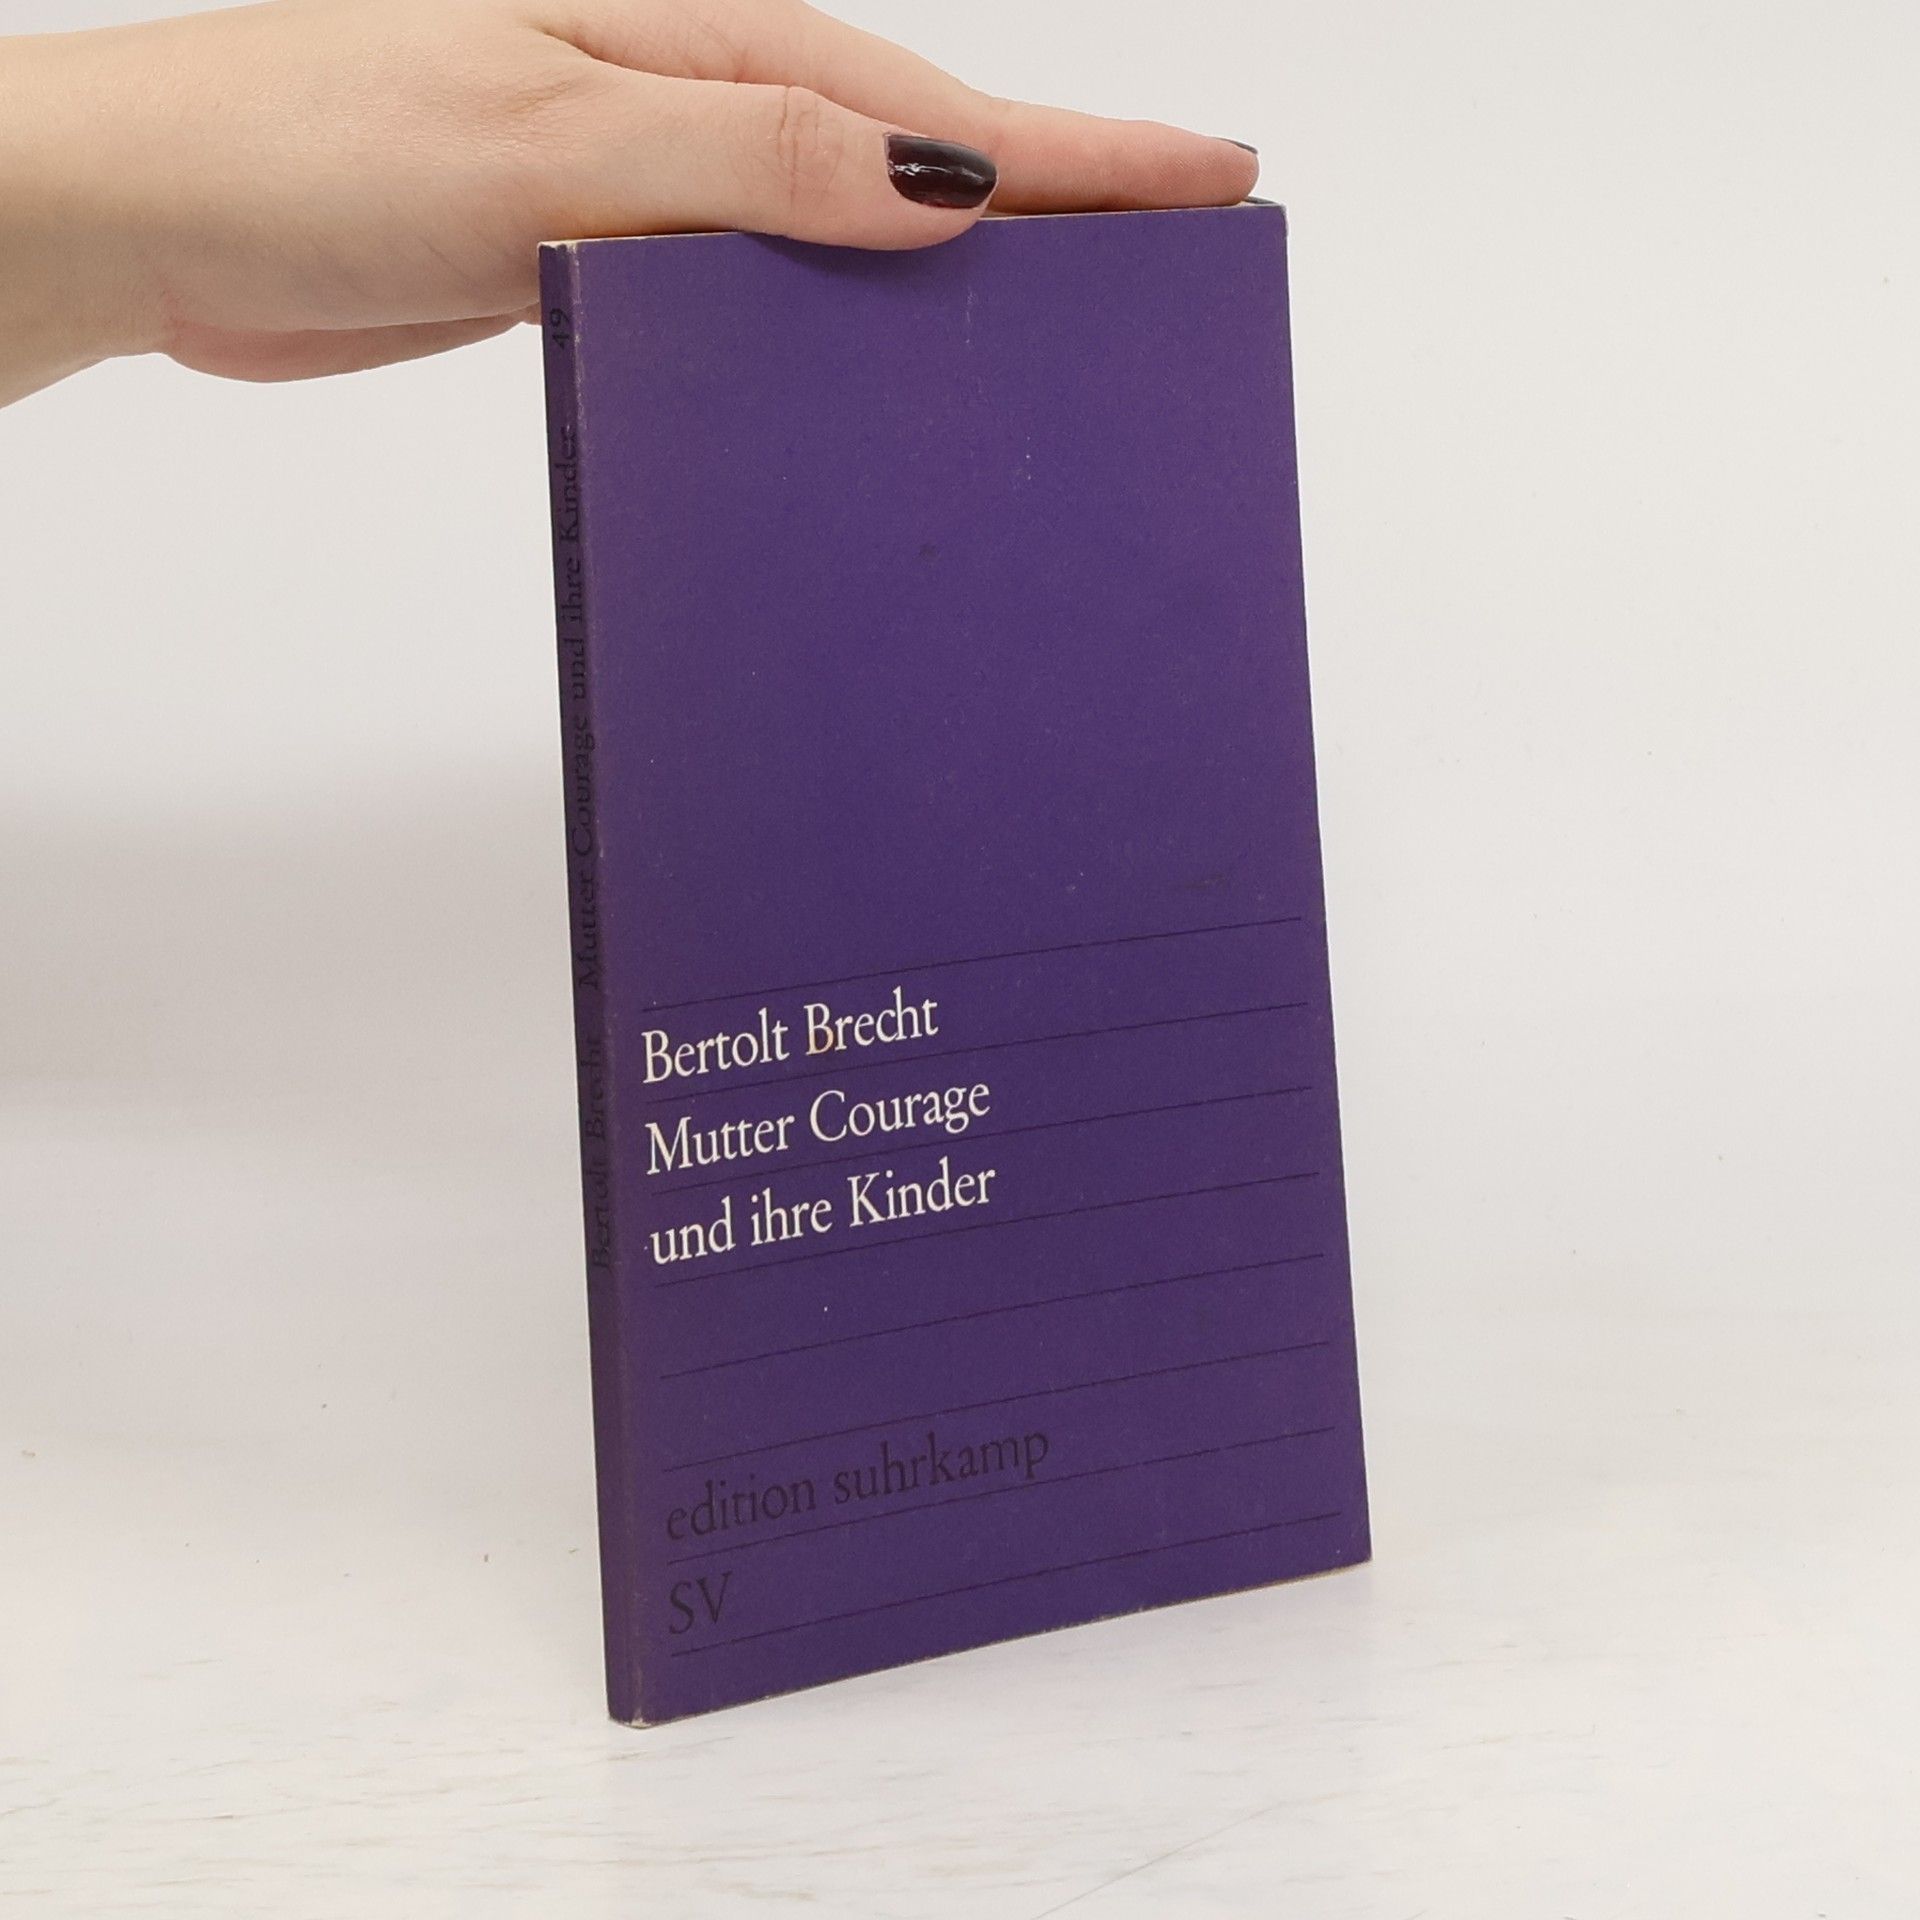 Bertolt Brecht
Mutter Courage
und ihre Kinder
edition suhrkamp
SV
Bertolt Brecht Mutter Courage und ihre Kinder 49